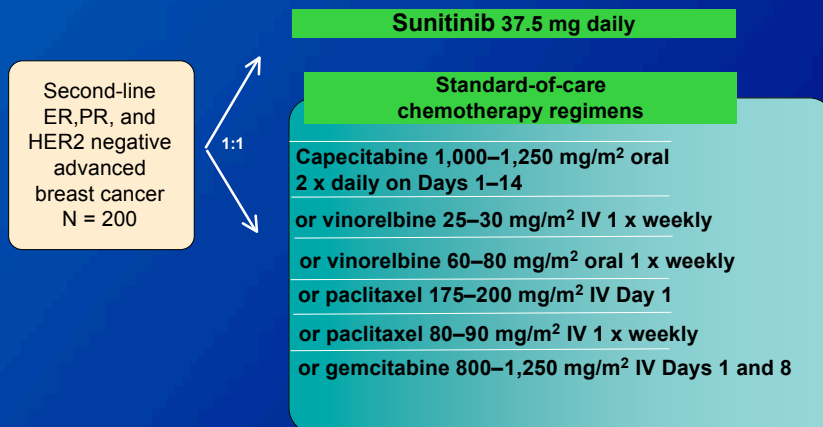 Sunitinib 37.5 mg daily
Second-line
ER,PR, and
HER2 negative
advanced
breast cancer
N = 200
1:1
Standard-of-care
chemotherapy regimens
Capecitabine 1,000–1,250 mg/m² oral
2 x daily on Days 1–14
or vinorelbine 25–30 mg/m² IV 1 x weekly
or vinorelbine 60–80 mg/m² oral 1 x weekly
or paclitaxel 175–200 mg/m² IV Day 1
or paclitaxel 80–90 mg/m² IV 1 x weekly
or gemcitabine 800–1,250 mg/m² IV Days 1 and 8